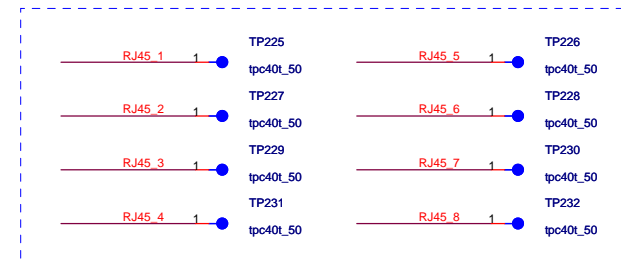 TP225
RJ45_1 1
tpc40t_50
TP226
RJ45_5 1
tpc40t_50
TP227
RJ45_2 1
tpc40t_50
TP228
RJ45_6 1
tpc40t_50
TP229
RJ45_3 1
tpc40t_50
TP230
RJ45_7 1
tpc40t_50
TP231
RJ45_4 1
tpc40t_50
TP232
RJ45_8 1
tpc40t_50